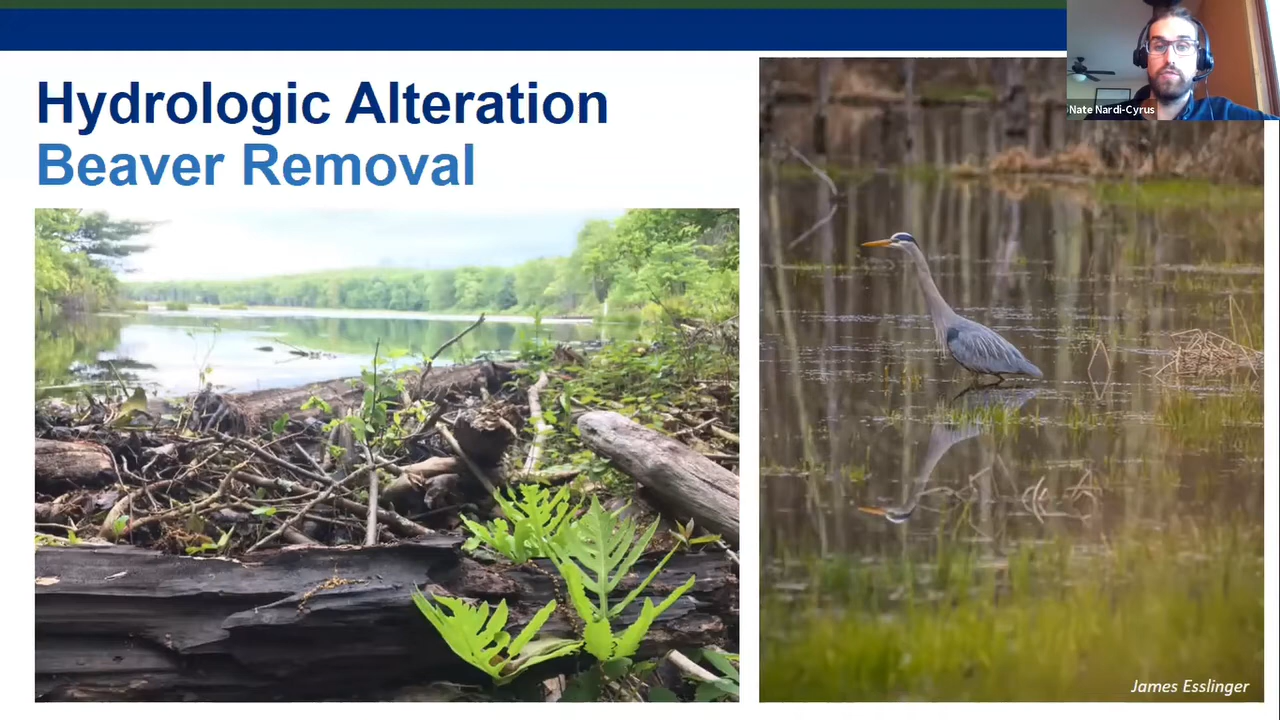 Hydrologic Alteration
Beaver Removal
Nate Nardi-Cyrus
James Esslinger